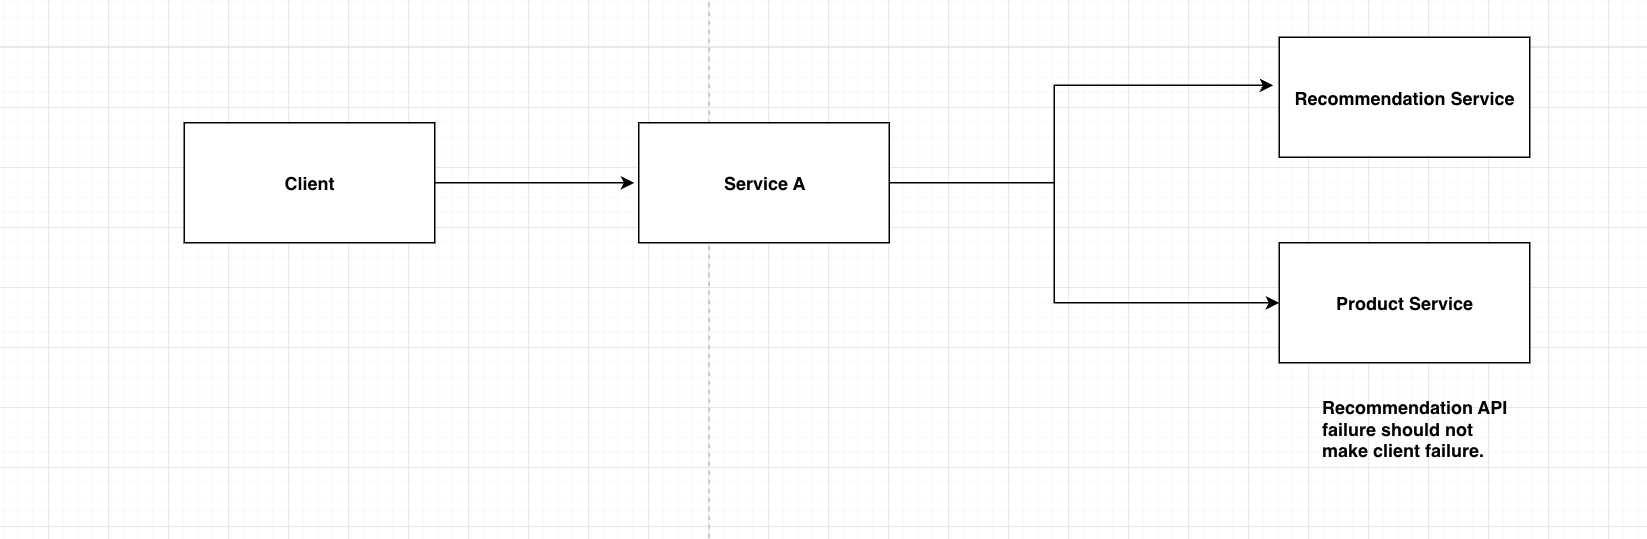 Client
Service A
Recommendation Service
Product Service
Recommendation API
failure should not
make client failure.